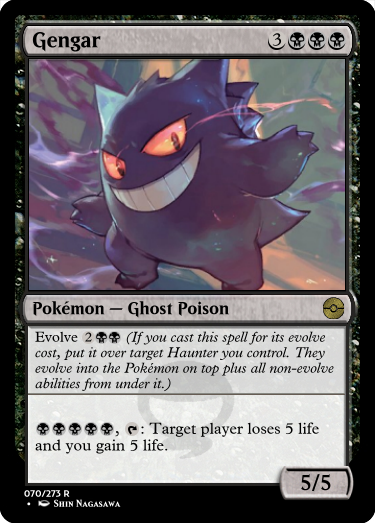 Gengar 3
Pokémon — Ghost Poison
Evolve 2 (If you cast this spell for its evolve
cost, put it over target Haunter you control. They
evolve into the Pokémon on top plus all non-evolve
abilities from under it.)
, : Target player loses 5 life
and you gain 5 life.
5/5
070/273 R
• Shin Nagasawa